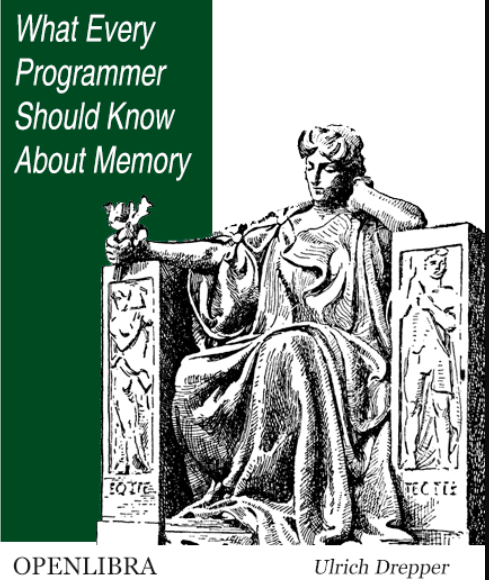 What Every
Programmer
Should Know
About Memory
OPENLIBRA
Ulrich Drepper